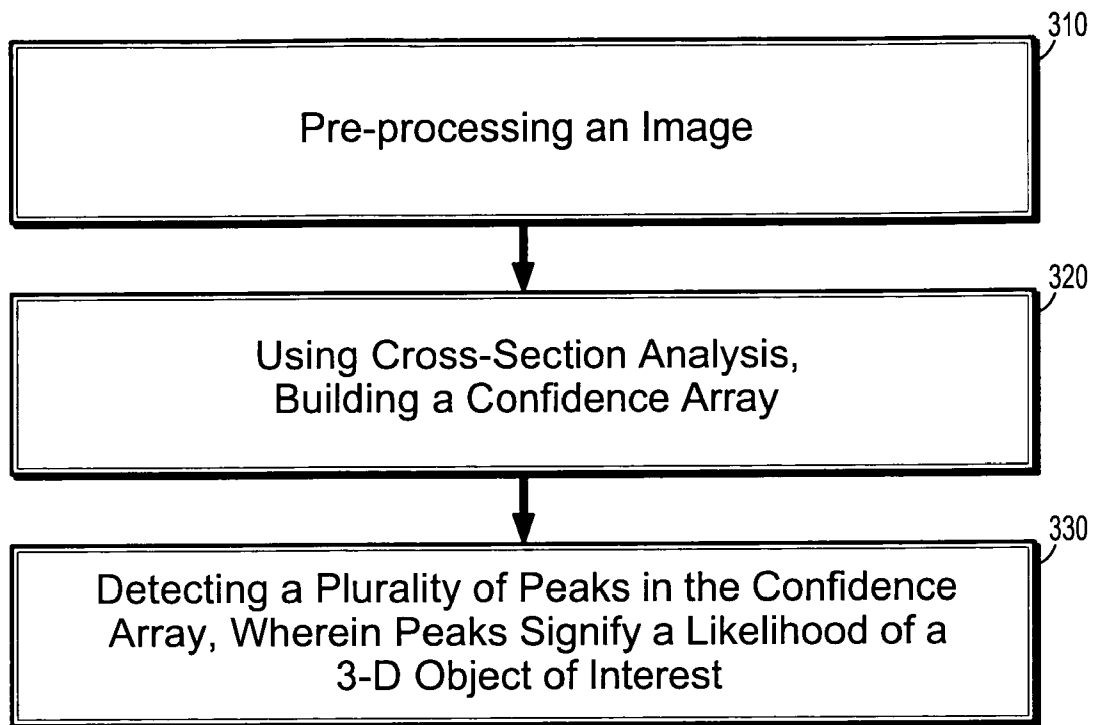 310
Pre-processing an Image
320
Using Cross-Section Analysis,
Building a Confidence Array
330
Detecting a Plurality of Peaks in the Confidence
Array, Wherein Peaks Signify a Likelihood of a
3-D Object of Interest